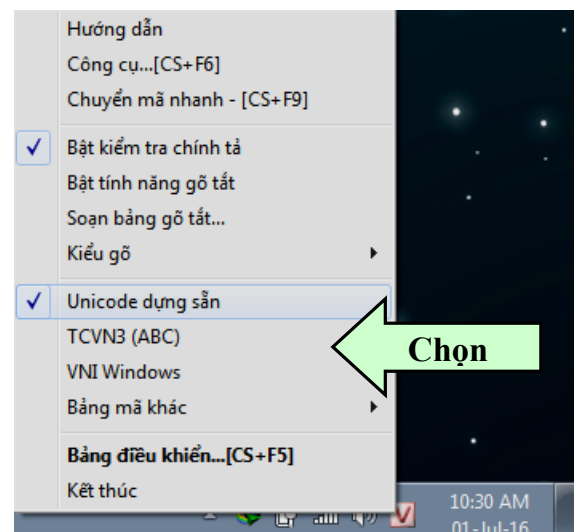 Hướng dẫn
Công cụ...[CS+F6]
Chuyển mã nhanh - [CS+F9]
Bật kiểm tra chính tả
Bật tính năng gõ tắt
Soạn bảng gõ tắt...
Kiểu gõ
Unicode dựng sẵn
TCVN3 (ABC)
Chọn
VNI Windows
Bảng mã khác
Bảng điều khiển...[CS+F5]
Kết thúc
10:30 AM
01-Jul-16